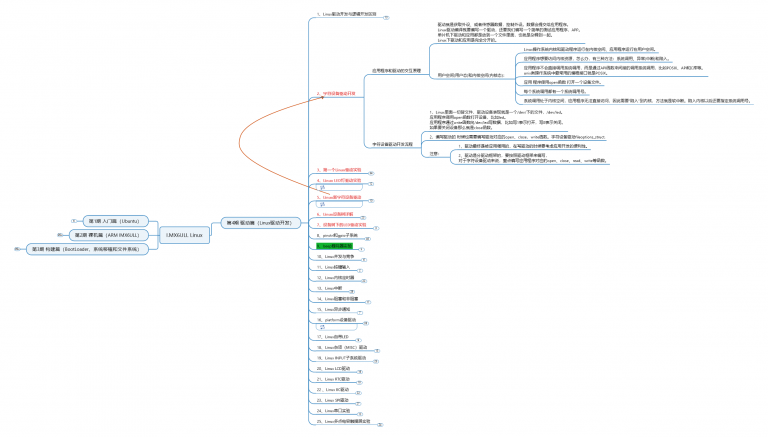 1、Linux驱动开发与逻辑开发区别
驱动就是获取外设、或者传感器数据，控制外设。数据会提交给应用程序。
Linux驱动编译既要编写一个驱动，还要我们编写一个简单的测试应用程序，APP。
单片机下驱动和应用都是放到一个文件里面，也就是杂糅到一起。
Linux下驱动和应用是完全分开的。
应用程序和驱动的交互原理
用户空间(用户态)和内核空间(内核态)：
Linux操作系统内核和驱动程序运行在内核空间、应用程序运行在用户空间。
应用程序想要访问内核资源，怎么办，有三种方法：系统调用、异常(中断)和陷入。
应用程序不会直接调用系统调用，而是通过API函数来间接的调用系统调用，比如POSIX、API和C库等。
unix类操作系统中最常用的编程接口就是POSIX。
应用 程序使用open函数 打开一个设备文件。
每个系统调用都有一个系统调用号。
系统调用处于内核空间，应用程序无法直接访问，因此需要“陷入”到内核，方法就是软中断。陷入内核以后还要指定系统调用号。
2、字符设备驱动开发
字符设备驱动开发流程
1、Linux里面一切皆文件，驱动设备表现就是一个/dev/下的文件，/dev/led。
应用程序调用open函数打开设备，比如led。
应用程序通过write函数向/dev/led写数据，比如写1表示打开，写0表示关闭。
如果要关闭设备那么就是close函数。
2、编写驱动的 时候也需要编写驱动对应的open、close、write函数。字符设备驱动file_operations_struct
注意：
1、驱动最终是被应用调用的，在写驱动的时候要考虑应用开发的便利性。
2、驱动是分驱动框架的，要按照驱动框架来编写，
对于字符设备驱动来说，重点编写应用程序对应的open、close、read、write等函数。
3、第一个Linux驱动实验
4、Linux LED灯驱动实验
5、Linux新字符设备驱动
6、Linux设备树详解
7、设备树下的LED驱动实验
8、pinctrl和gpio子系统
9、linux蜂鸣器实验
10、Linux并发与竞争
11、Linux按键输入
12、Linux内核定时器
13、Linux中断
14、Linux阻塞和非阻塞
15、Linux异步通知
16、platform设备驱动
17、Linux自带LED
18、Linux杂项（MISC）驱动
19、Linux INPUT子系统驱动
20、Linux LCD驱动
21、Linux RTC驱动
22 、Linux IIC驱动
23、Linux SPI驱动
24、Linux串口实验
25、Linux多点电容触摸屏实验
第4期 驱动篇（Linux驱动开发）
I.MX6ULL Linux
第1期 入门篇（Ubuntu）
第2期 裸机篇（ARM IMX6ULL）
第3期 构建篇（BootLoader、系统移植和文件系统）